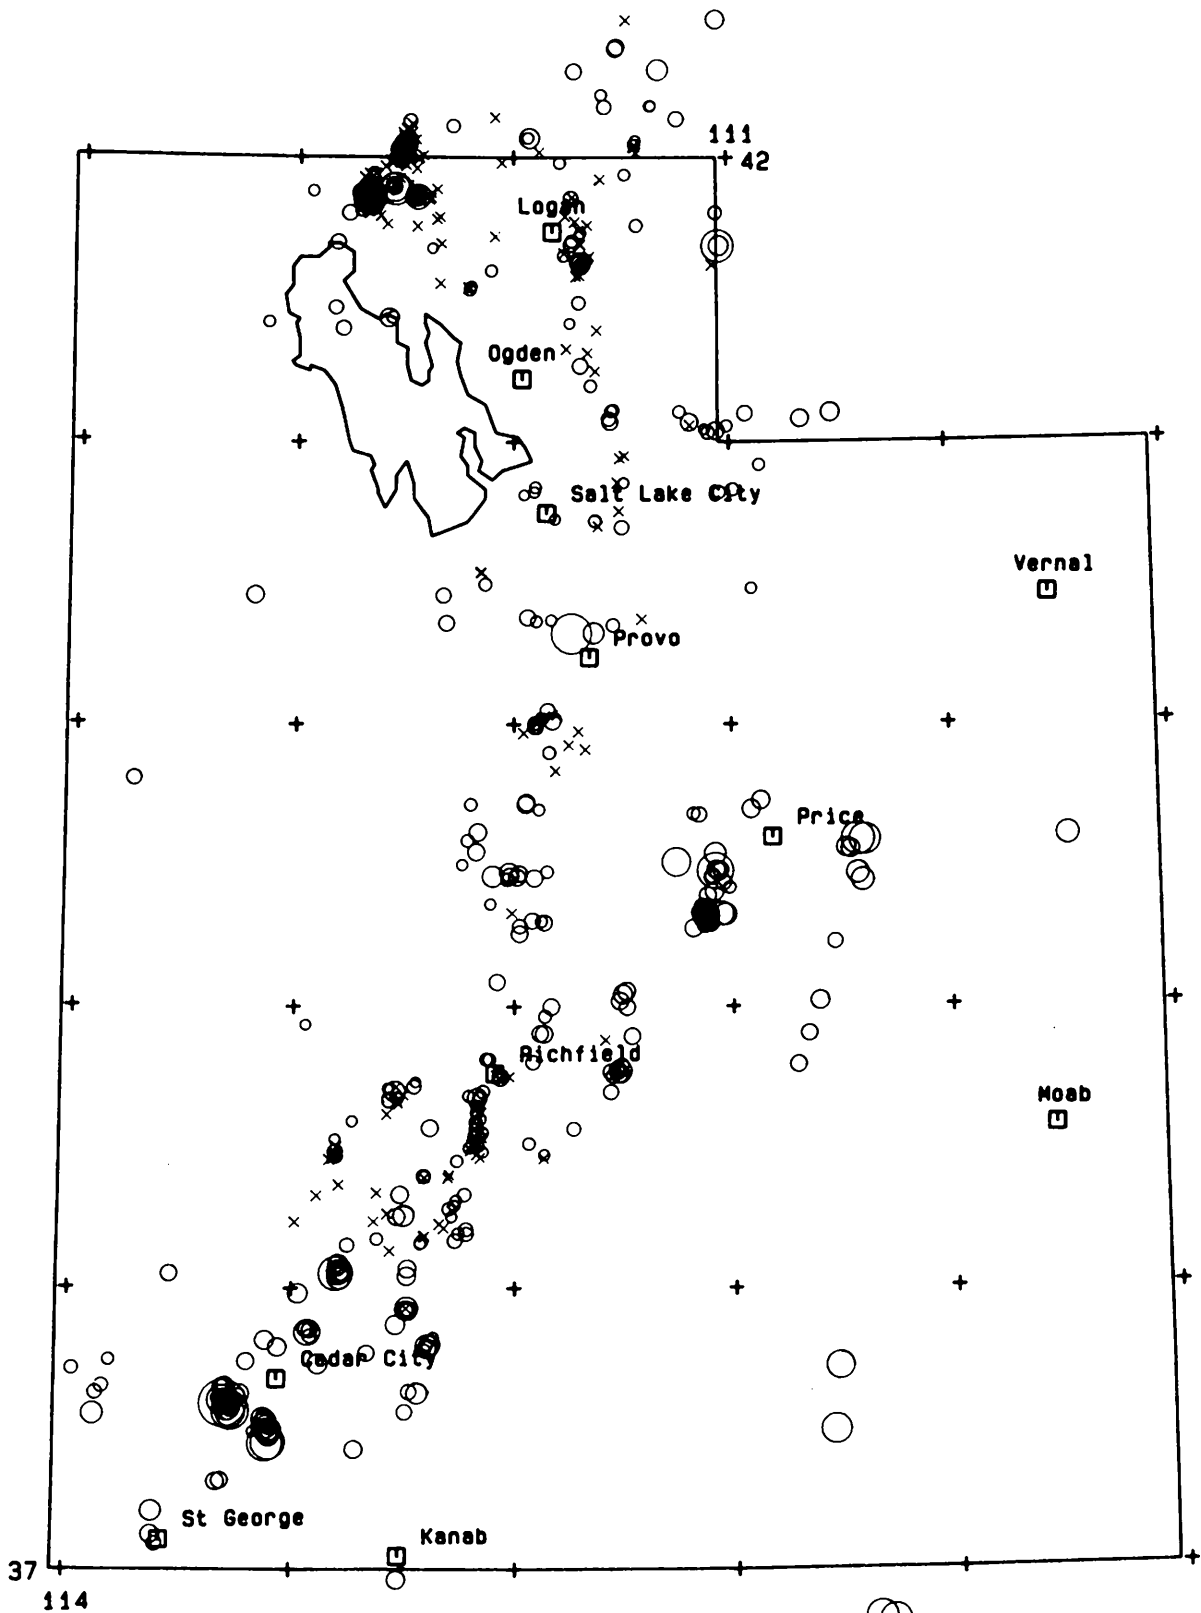 111
42
Logan
Ogden
Salt Lake City
Vernal
Provo
Price
Richfield
Moab
Cedar City
St George
Kanab
37
114